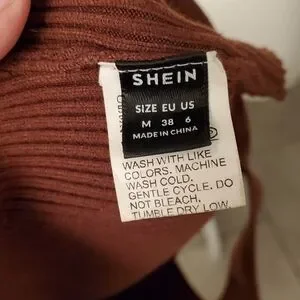 SHEIN
SIZE EU US
M 38 6
MADE IN CHINA
WASH WITH LIKE
COLORS. MACHINE
WASH COLD.
GENTLE CYCLE. DO
NOT BLEACH,
TUMBLE DRY LOW.